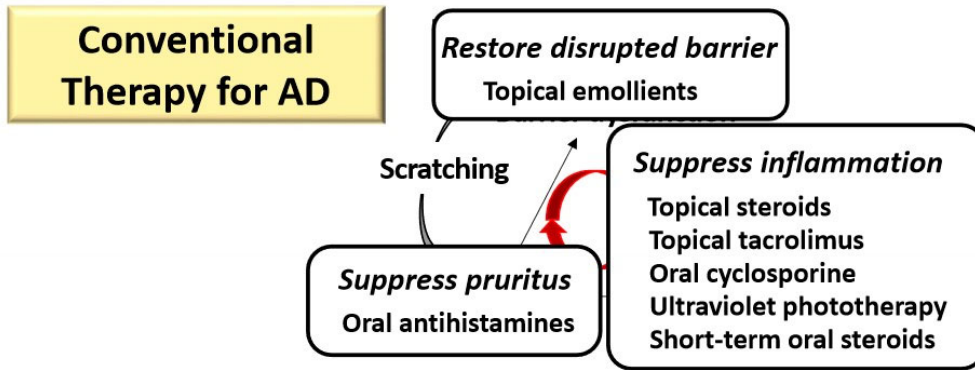 Conventional
Therapy for AD
Restore disrupted barrier
Topical emollients
Scratching
Suppress inflammation
Topical steroids
Topical tacrolimus
Oral cyclosporine
Ultraviolet phototherapy
Short-term oral steroids
Suppress pruritus
Oral antihistamines